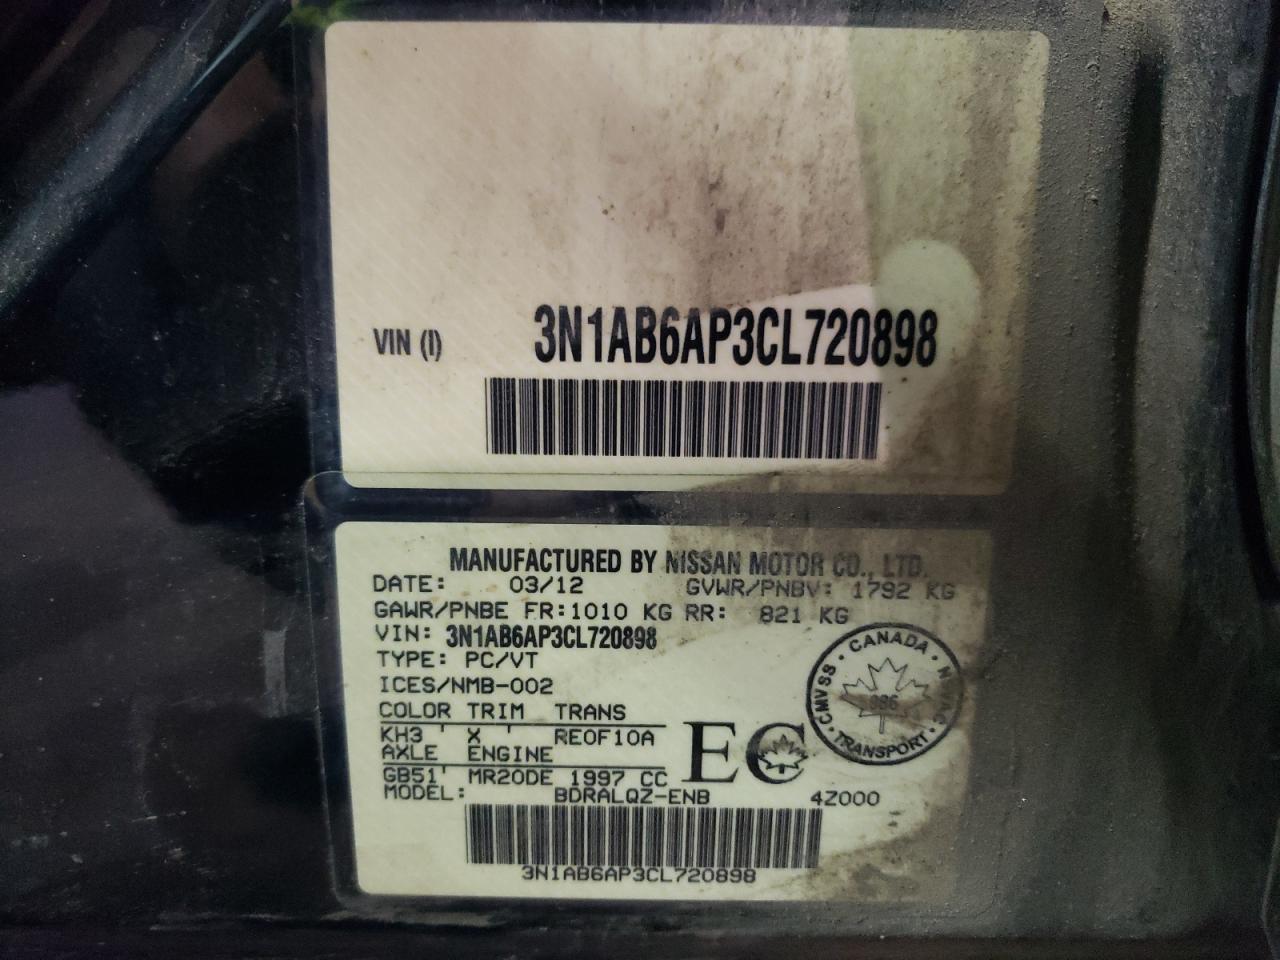 VIN (I) 3N1AB6AP3CL720898
MANUFACTURED BY NISSAN MOTOR CO., LTD.
DATE: 03/12 GVWR/PNBV: 1792 KG
GAWR/PNBE FR:1010 KG RR: 821 KG
VIN: 3N1AB6AP3CL720898
TYPE: PC/VT
ICES/NMB-002
COLOR TRIM TRANS
KH3 ' X ' RE0F10A
AXLE ENGINE
GB51' MR20DE 1997 CC
MODEL: BDRALQZ-ENB 4Z000
EC
CANADA
CMVSS
TRANSPORT
3N1AB6AP3CL720898